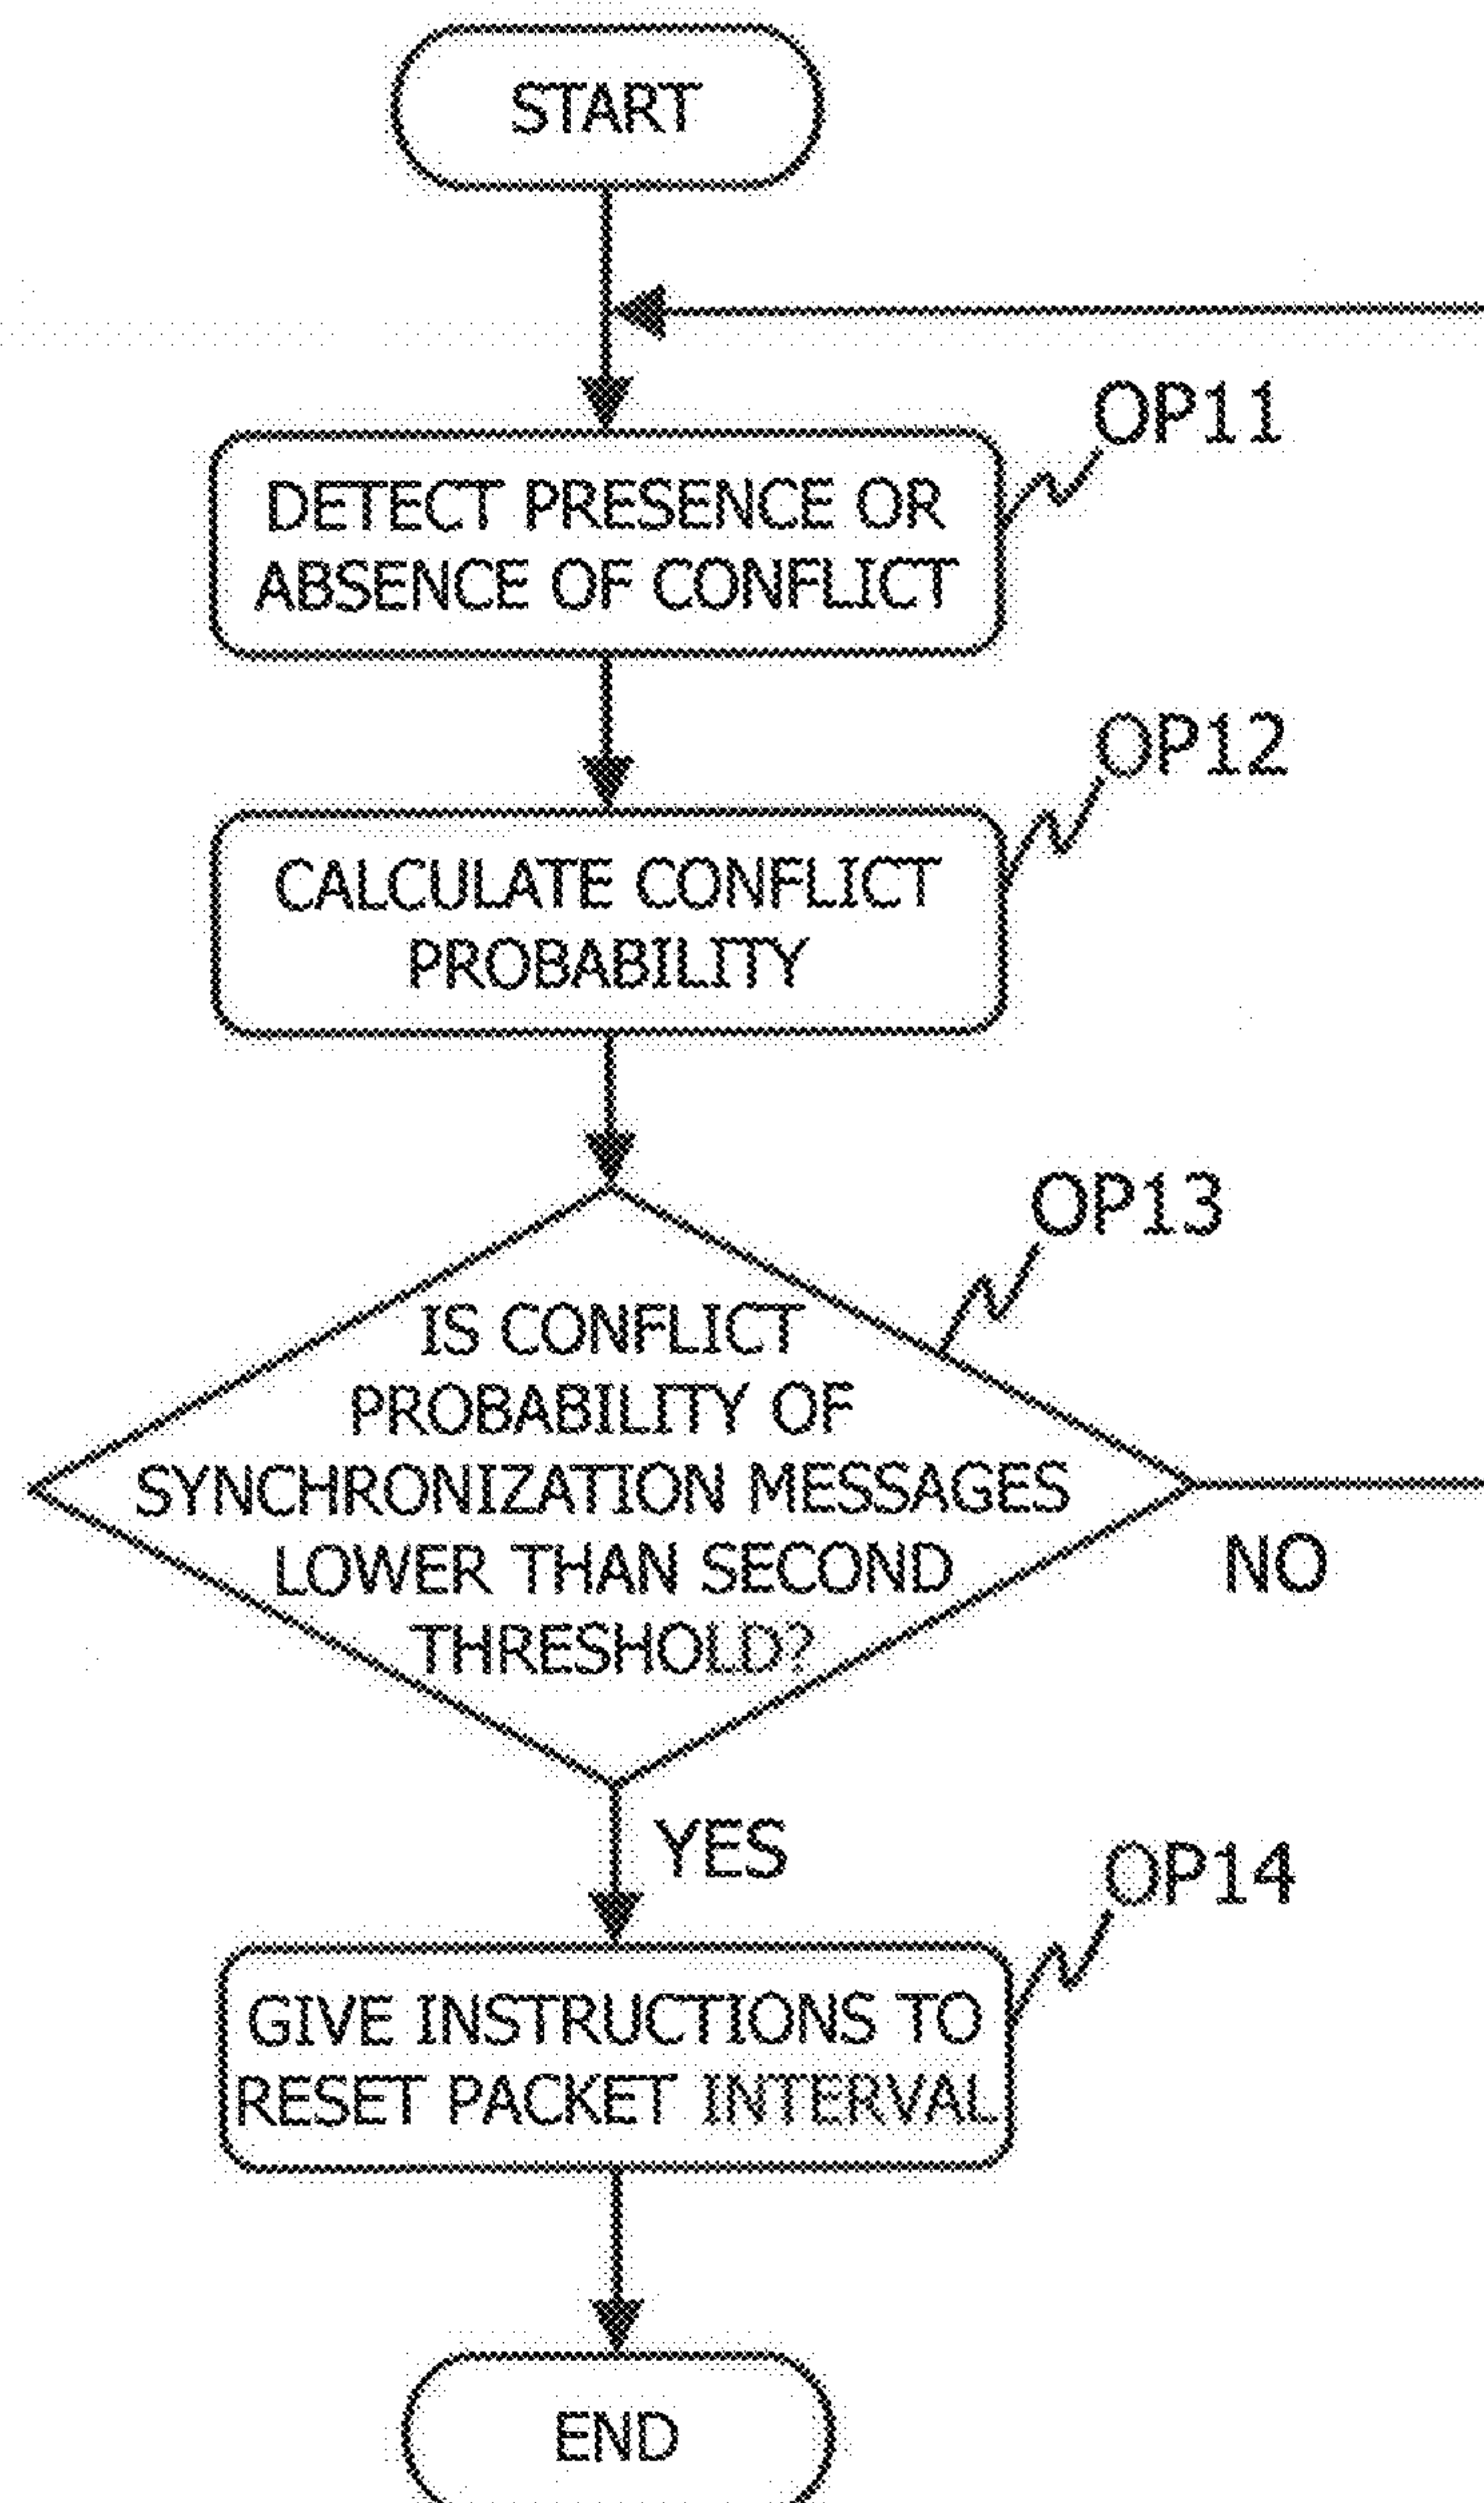 START
OP11
DETECT PRESENCE OR
ABSENCE OF CONFLICT
OP12
CALCULATE CONFLICT
PROBABILITY
OP13
IS CONFLICT
PROBABILITY OF
SYNCHRONIZATION MESSAGES
LOWER THAN SECOND
THRESHOLD?
NO
YES
OP14
GIVE INSTRUCTIONS TO
RESET PACKET INTERVAL
END